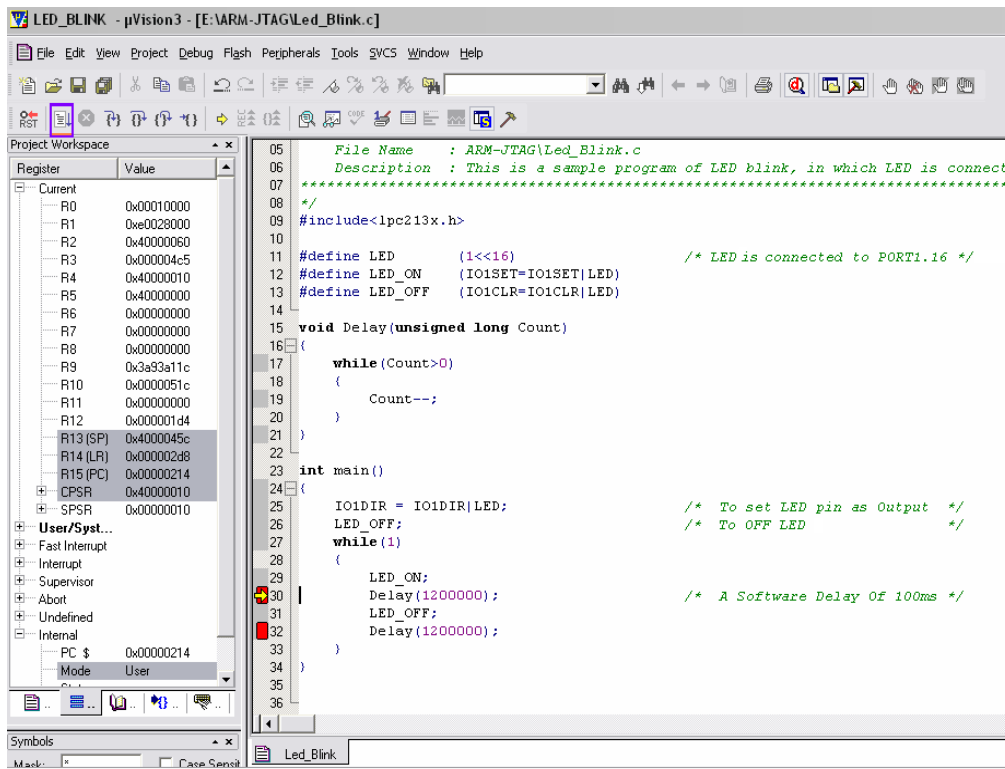 LED_BLINK - µVision3 - [E:\ARM-JTAG\Led_Blink.c]
File Edit View Project Debug Flash Peripherals Tools SVCS Window Help
RST
CODE
Project Workspace
Register Value
Current
R0 0x00010000
R1 0xe0028000
R2 0x40000060
R3 0x000004c5
R4 0x40000010
R5 0x40000000
R6 0x00000000
R7 0x00000000
R8 0x00000000
R9 0x3a93a11c
R10 0x0000051c
R11 0x00000000
R12 0x000001d4
R13 (SP) 0x4000045c
R14 (LR) 0x000002d8
R15 (PC) 0x00000214
CPSR 0x40000010
SPSR 0x00000010
User/Syst...
Fast Interrupt
Interrupt
Supervisor
Abort
Undefined
Internal
PC $ 0x00000214
Mode User
05 File Name : ARM-JTAG\Led_Blink.c
06 Description : This is a sample program of LED blink, in which LED is connect
07 ********************************************************************************
08 */
09 #include<lpc213x.h>
10
11 #define LED (1<<16) /* LED is connected to PORT1.16 */
12 #define LED_ON (IO1SET=IO1SET|LED)
13 #define LED_OFF (IO1CLR=IO1CLR|LED)
14
15 void Delay(unsigned long Count)
16 {
17 while(Count>0)
18 {
19 Count--;
20 }
21 }
22
23 int main()
24 {
25 IO1DIR = IO1DIR|LED; /* To set LED pin as Output */
26 LED_OFF; /* To OFF LED */
27 while(1)
28 {
29 LED_ON;
30 Delay(1200000); /* A Software Delay Of 100ms */
31 LED_OFF;
32 Delay(1200000);
33 }
34 }
35
36
Symbols
Mask: * Case Sensit
Led_Blink